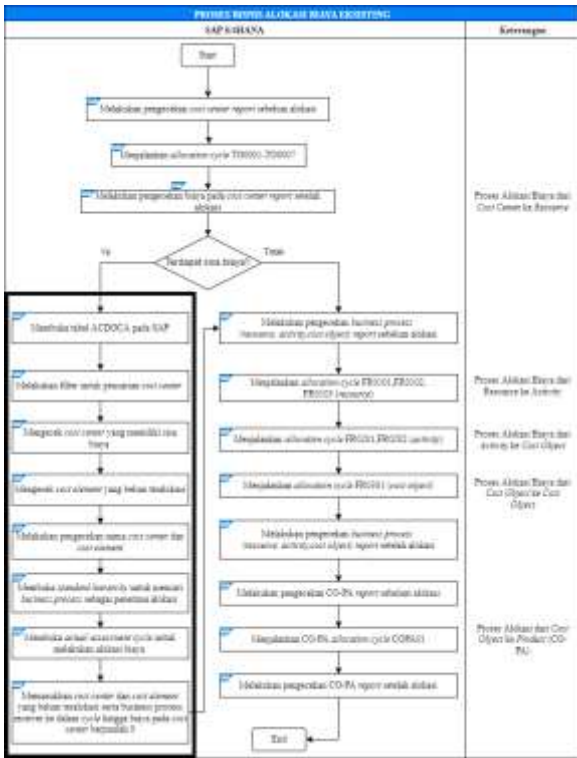 PROSES BISNIS ALOKASI BIAYA EKSISTING
SAP S/4HANA
Keterangan
Start
Melakukan pengecekan cost center report sebelum alokasi
Menjalankan allocation cycle
Melakukan pengecekan biaya pada cost center report setelah
alokasi
Proses Alokasi Biaya dari
Cost Center ke Resource
Terdapat sisa biaya?
Ya
Tidak
Membuka tabel ACDOCA pada SAP
Melakukan filter untuk pencarian cost center
Mengecek cost center yang memiliki sisa
biaya
Mengecek cost element yang belum teralokasi
Melakukan pengecekan nama cost center dan
cost element
Membuka standard hierarchy untuk mencari
business process sebagai penerima alokasi
Membuka actual assessment cycle untuk
melakukan alokasi biaya
Menambahkan cost center dan cost element
yang belum teralokasi serta business process
receiver ke dalam cycle hingga biaya pada cost
center berjumlah 0
Melakukan pengecekan business process
resource, activity, cost object report sebelum alokasi
Menjalankan allocation cycle
(resource)
Proses Alokasi Biaya dari
Resource ke Activity
Menjalankan allocation cycle (activity)
Proses Alokasi Biaya dari
Activity ke Cost Object
Menjalankan allocation cycle (cost object)
Proses Alokasi Biaya dari
Cost Object ke Cost
Object
Melakukan pengecekan business process
resource, activity, cost object report setelah alokasi
Melakukan pengecekan CO-PA report sebelum alokasi
Menjalankan CO-PA allocation cycle
Proses Alokasi dari Cost
Object ke Product (CO-
PA)
Melakukan pengecekan CO-PA report setelah alokasi
End